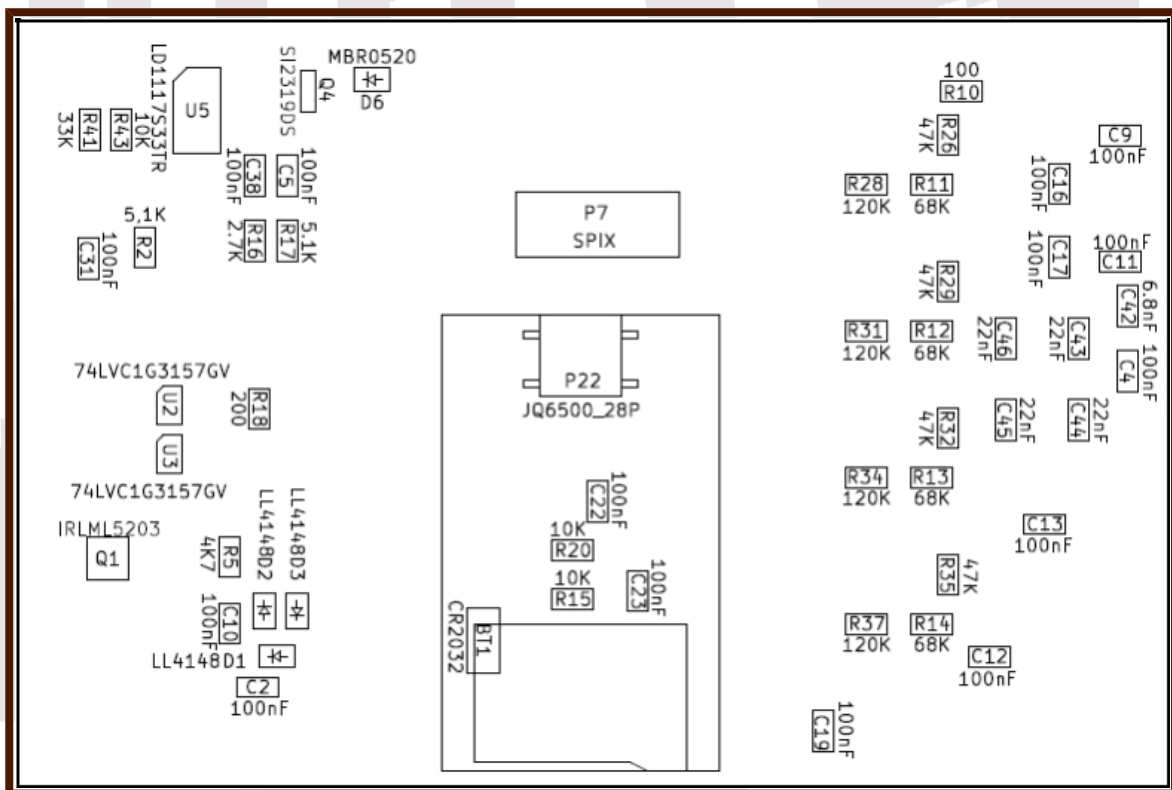 LD1117S33TR
U5
SI2319DS
Q4
MBR0520
D6
33K
R41
R43
10K
100nF
C38
C5
100nF
5,1K
R2
C31
100nF
2.7K
R16
R17
5.1K
P7
SPIX
100
R10
47K
R26
C9
100nF
R28
120K
R11
68K
100nF
C16
100nF
C17
100nF
C11
47K
R29
C42
6.8nF
R31
120K
R12
68K
22nF
C46
22nF
C43
C4
100nF
74LVC1G3157GV
U2
200
R18
U3
74LVC1G3157GV
P22
JQ6500_28P
47K
R32
C45
22nF
C44
22nF
R34
120K
R13
68K
C22
100nF
10K
R20
10K
R15
C23
100nF
CR2032
BT1
C13
100nF
R35
47K
R37
120K
R14
68K
C12
100nF
C19
100nF
IRLML5203
Q1
4K7
R5
LL4148D2
LL4148D3
100nF
C10
LL4148D1
C2
100nF